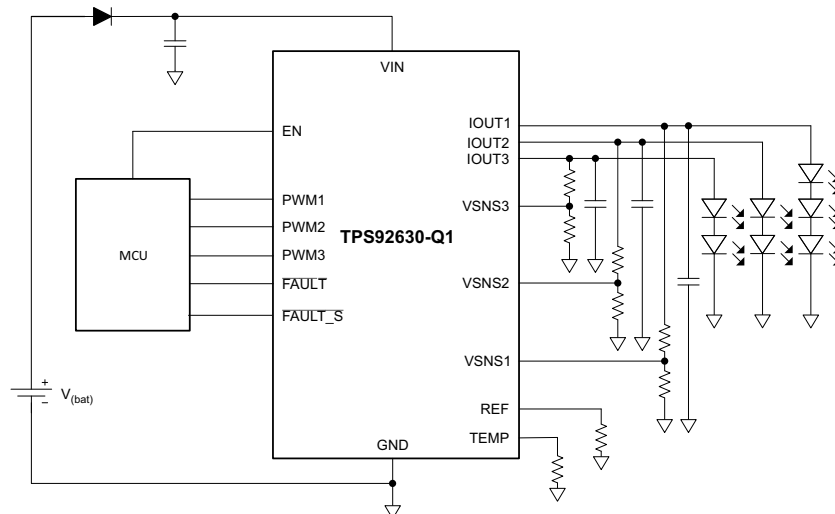 VIN
EN
IOUT1
IOUT2
IOUT3
PWM1
PWM2
PWM3
FAULT
FAULT_S
MCU
TPS92630-Q1
VSNS3
VSNS2
VSNS1
REF
TEMP
GND
+
−
V(bat)